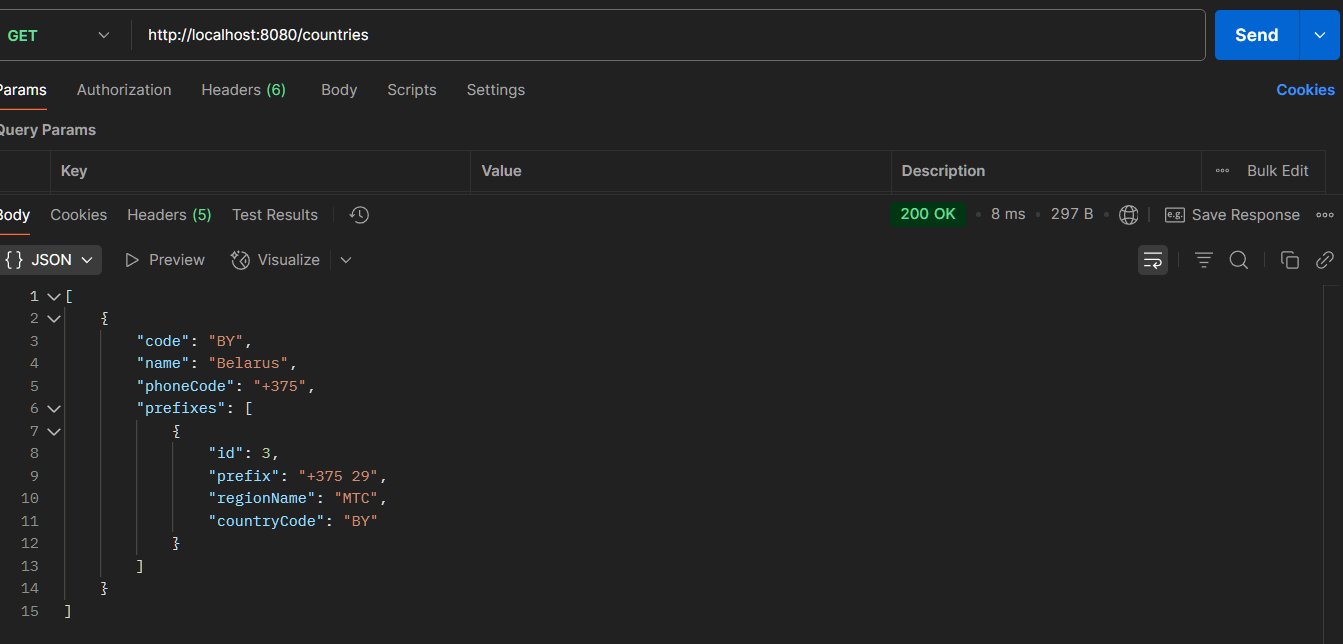 GET http://localhost:8080/countries Send
Params Authorization Headers (6) Body Scripts Settings Cookies
Query Params
Key Value Description Bulk Edit
Body Cookies Headers (5) Test Results 200 OK • 8 ms • 297 B • e.g. Save Response
{} JSON Preview Visualize
1 [
2 {
3 "code": "BY",
4 "name": "Belarus",
5 "phoneCode": "+375",
6 "prefixes": [
7 {
8 "id": 3,
9 "prefix": "+375 29",
10 "regionName": "MTC",
11 "countryCode": "BY"
12 }
13 ]
14 }
15 ]